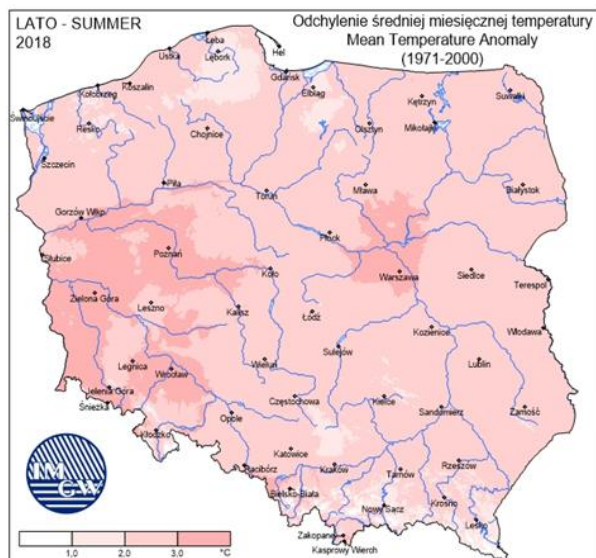 LATO - SUMMER
2018
Odchylenie średniej miesięcznej temperatury
Mean Temperature Anomaly
(1971-2000)
Łeba
Hel
Ustka
Lębork
Gdańsk
Koszalin
Kołobrzeg
Elbląg
Kętrzyn
Suwałki
Świnoujście
Resko
Chojnice
Olsztyn
Mikołajki
Szczecin
Piła
Toruń
Mława
Białystok
Gorzów Wlkp.
Płock
Słubice
Poznań
Koło
Warszawa
Siedlce
Terespol
Zielona Góra
Leszno
Kalisz
Łódź
Kozienice
Włodawa
Sulejów
Legnica
Wrocław
Wieluń
Lublin
Jelenia Góra
Śnieżka
Częstochowa
Kielce
Sandomierz
Zamość
Opole
Kłodzko
Katowice
Racibórz
Kraków
Tarnów
Rzeszów
Bielsko-Biała
Nowy Sącz
Krosno
Lesko
Zakopane
Kasprowy Wierch
IM
GW
1,0 2,0 3,0 °C